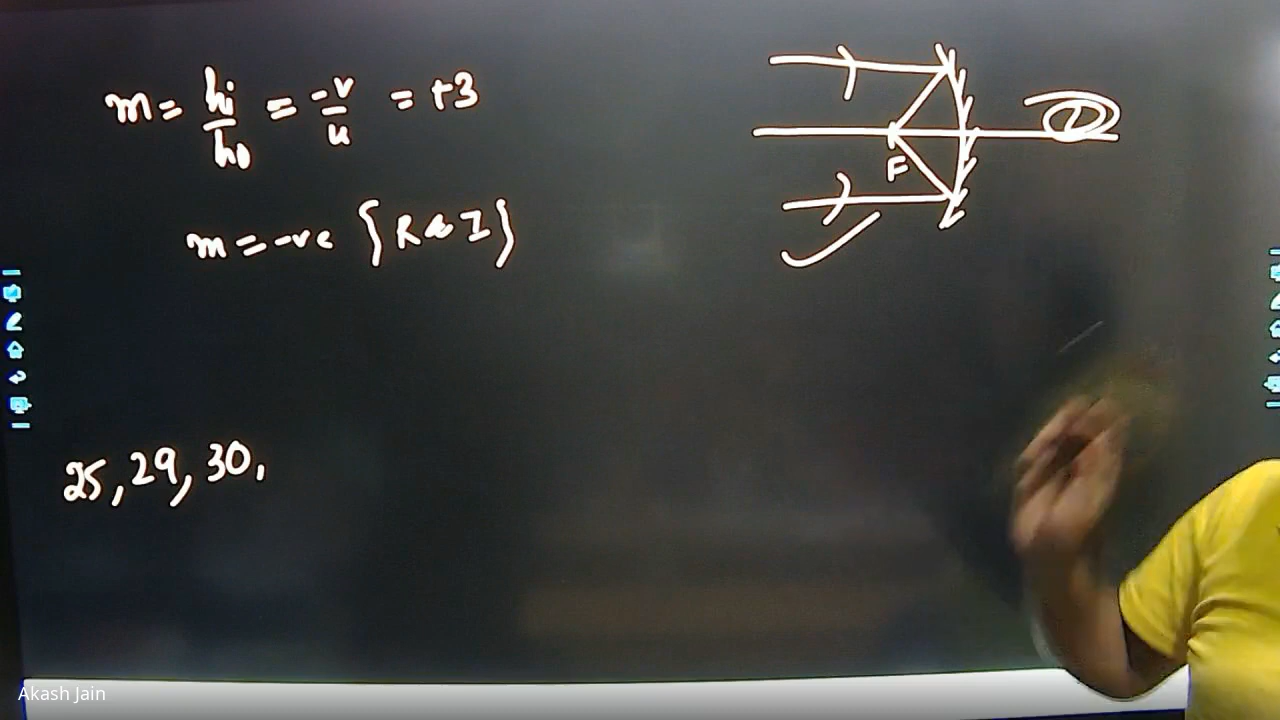 m = hi/ho = -v/u = +3
m = -ve {R & I}
F
25, 29, 30,
Akash Jain